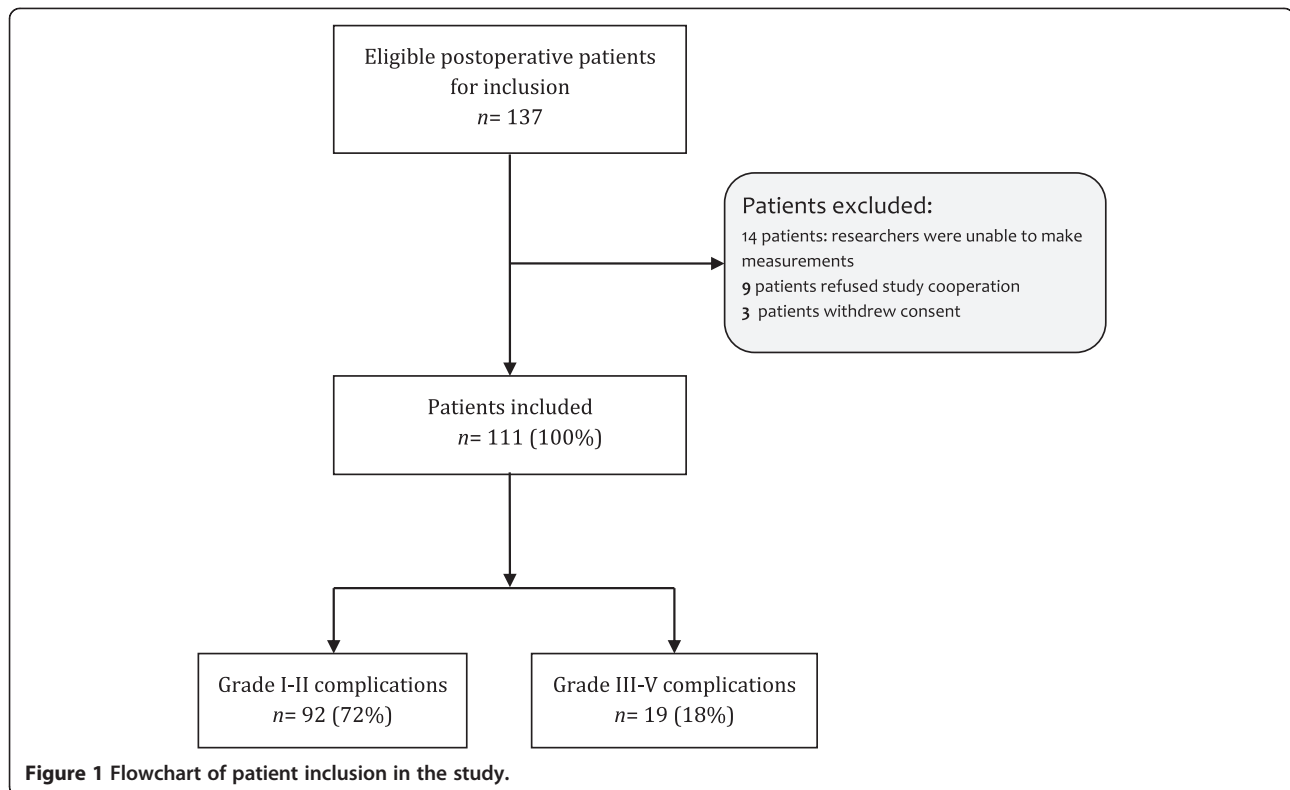 Eligible postoperative patients
for inclusion
n= 137
Patients excluded:
14 patients: researchers were unable to make
measurements
9 patients refused study cooperation
3 patients withdrew consent
Patients included
n= 111 (100%)
Grade I-II complications
n= 92 (72%)
Grade III-V complications
n= 19 (18%)
Figure 1 Flowchart of patient inclusion in the study.